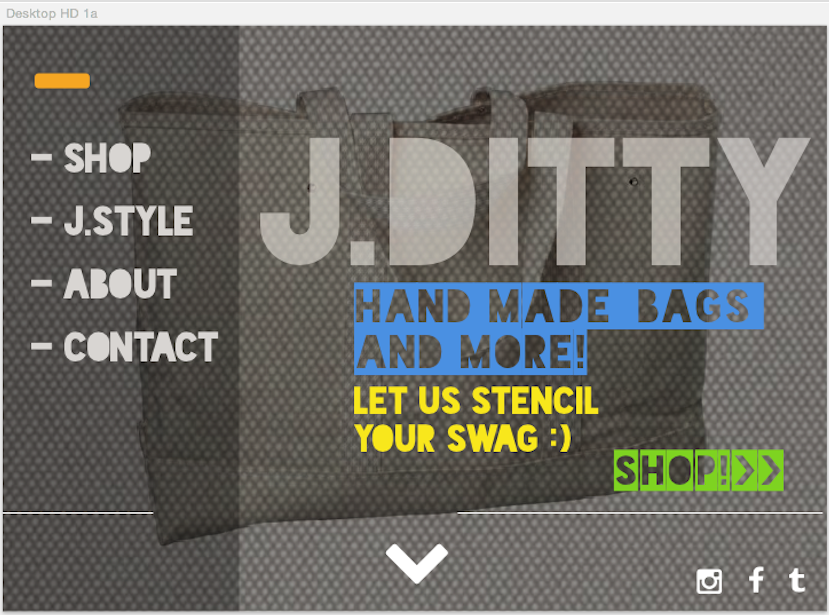 Desktop HD 1a
– SHOP
– J.STYLE
– ABOUT
– CONTACT
J.DITTY
HAND MADE BAGS
AND MORE!
LET US STENCIL
YOUR SWAG :)
SHOP!>>